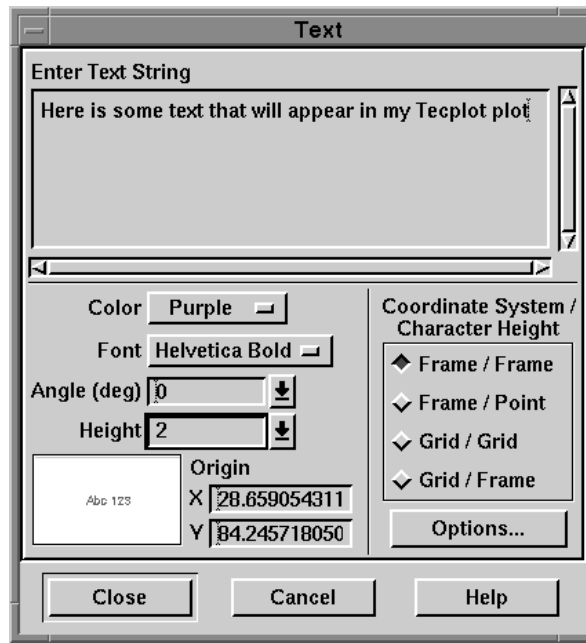 Text
Enter Text String
Here is some text that will appear in my Tecplot plot
Color Purple
Font Helvetica Bold
Angle (deg) 0
Height 2
Abc 123
Origin
X 28.659054311
Y 84.245718050
Coordinate System /
Character Height
Frame / Frame
Frame / Point
Grid / Grid
Grid / Frame
Options...
Close Cancel Help